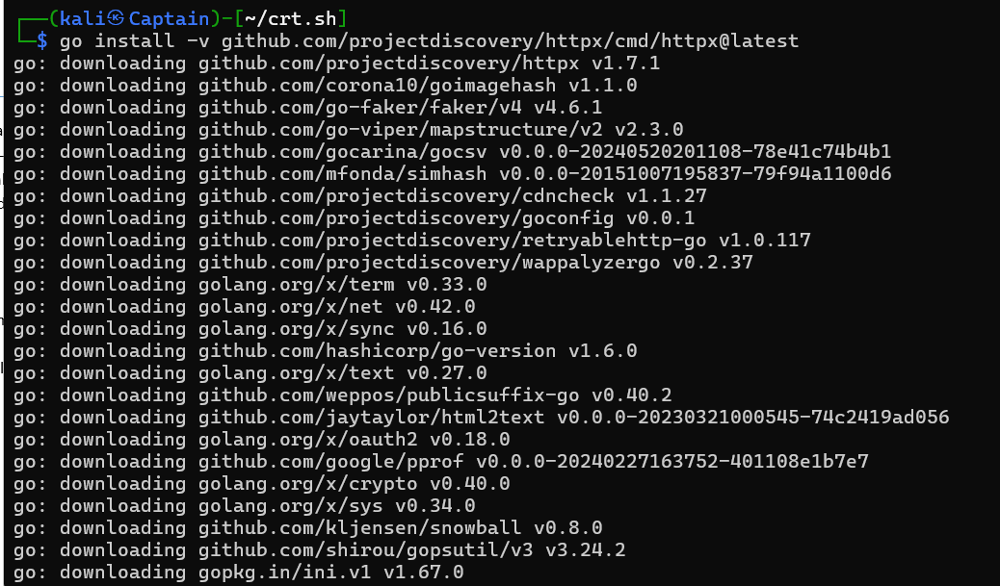 (kali㉿Captain)-[~/crt.sh]
$ go install -v github.com/projectdiscovery/httpx/cmd/httpx@latest
go: downloading github.com/projectdiscovery/httpx v1.7.1
go: downloading github.com/corona10/goimagehash v1.1.0
go: downloading github.com/go-faker/faker/v4 v4.6.1
go: downloading github.com/go-viper/mapstructure/v2 v2.3.0
go: downloading github.com/gocarina/gocsv v0.0.0-20240520201108-78e41c74b4b1
go: downloading github.com/mfonda/simhash v0.0.0-20151007195837-79f94a1100d6
go: downloading github.com/projectdiscovery/cdncheck v1.1.27
go: downloading github.com/projectdiscovery/goconfig v0.0.1
go: downloading github.com/projectdiscovery/retryablehttp-go v1.0.117
go: downloading github.com/projectdiscovery/wappalyzergo v0.2.37
go: downloading golang.org/x/term v0.33.0
go: downloading golang.org/x/net v0.42.0
go: downloading golang.org/x/sync v0.16.0
go: downloading github.com/hashicorp/go-version v1.6.0
go: downloading golang.org/x/text v0.27.0
go: downloading github.com/weppos/publicsuffix-go v0.40.2
go: downloading github.com/jaytaylor/html2text v0.0.0-20230321000545-74c2419ad056
go: downloading golang.org/x/oauth2 v0.18.0
go: downloading github.com/google/pprof v0.0.0-20240227163752-401108e1b7e7
go: downloading golang.org/x/crypto v0.40.0
go: downloading golang.org/x/sys v0.34.0
go: downloading github.com/kljensen/snowball v0.8.0
go: downloading github.com/shirou/gopsutil/v3 v3.24.2
go: downloading gopkg.in/ini.v1 v1.67.0